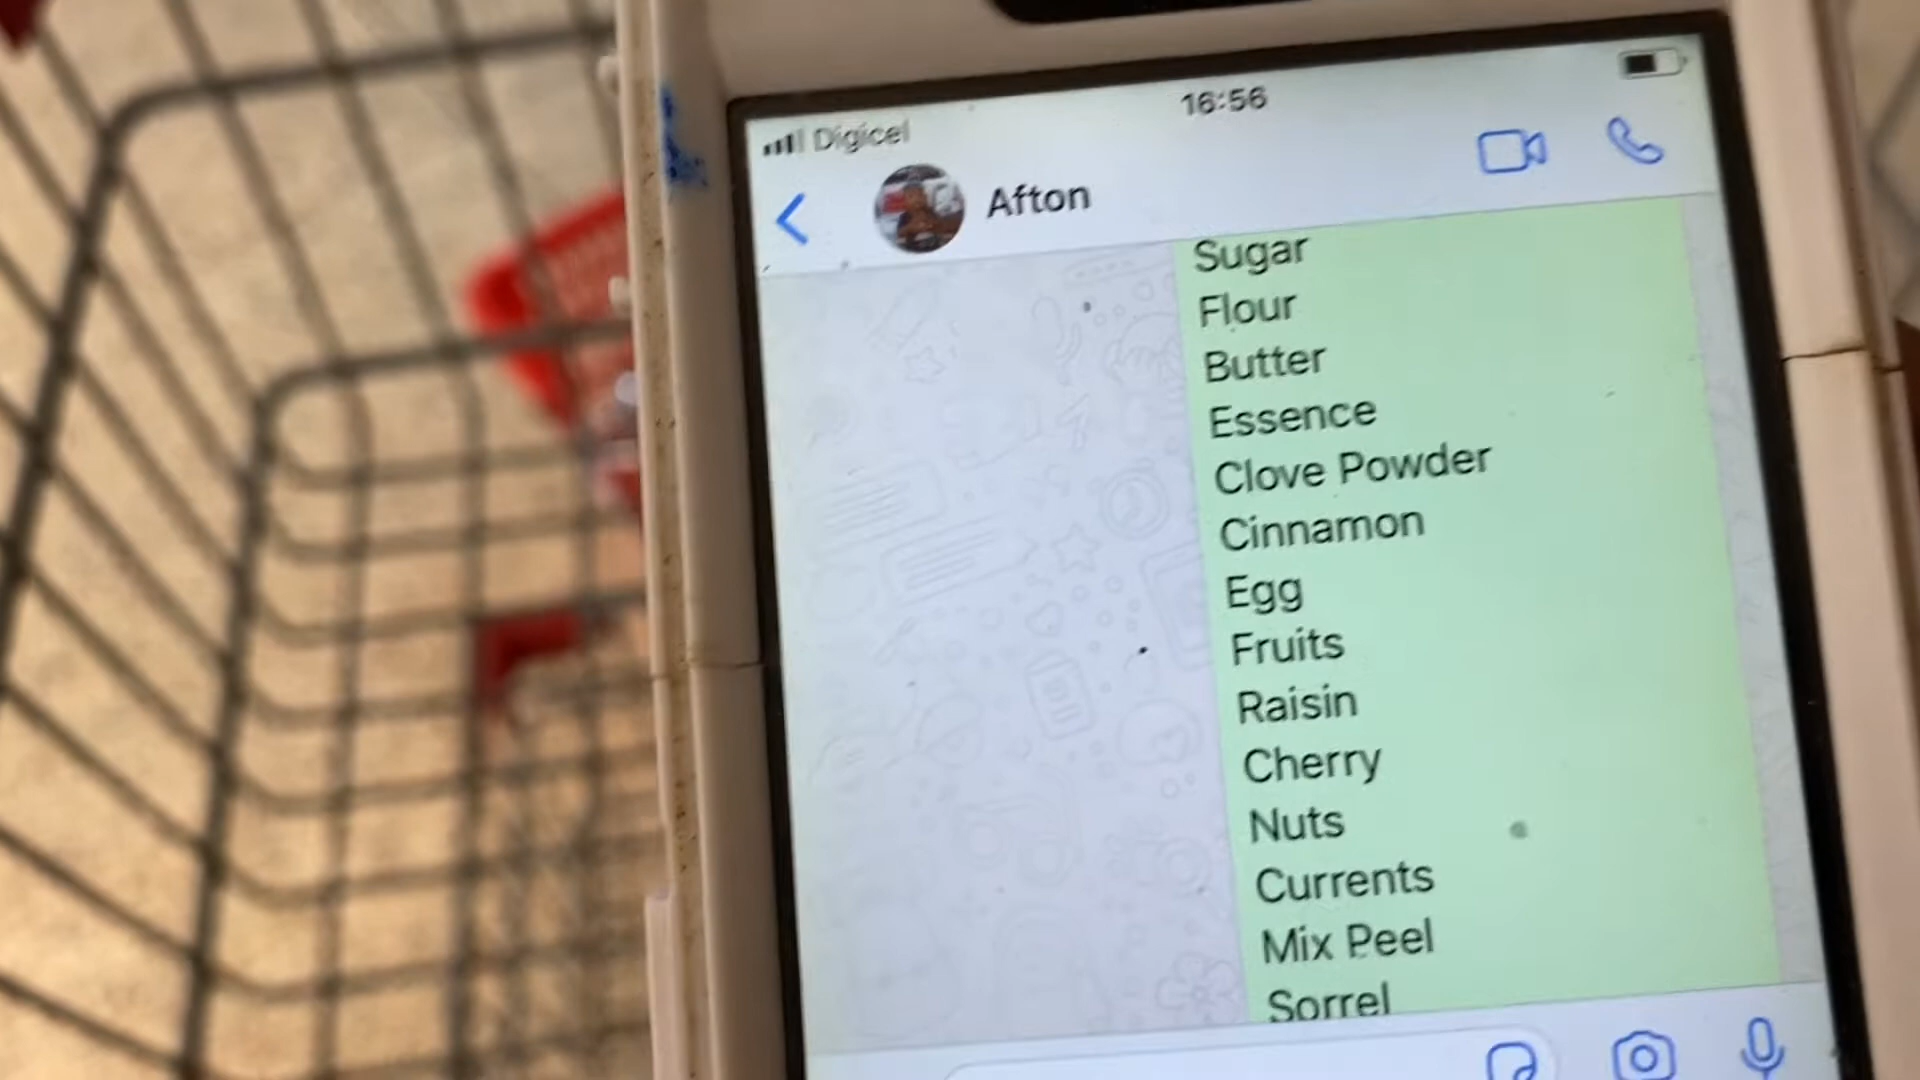 16:56
Digicel
Afton
Sugar
Flour
Butter
Essence
Clove Powder
Cinnamon
Egg
Fruits
Raisin
Cherry
Nuts
Currents
Mix Peel
Sorrel